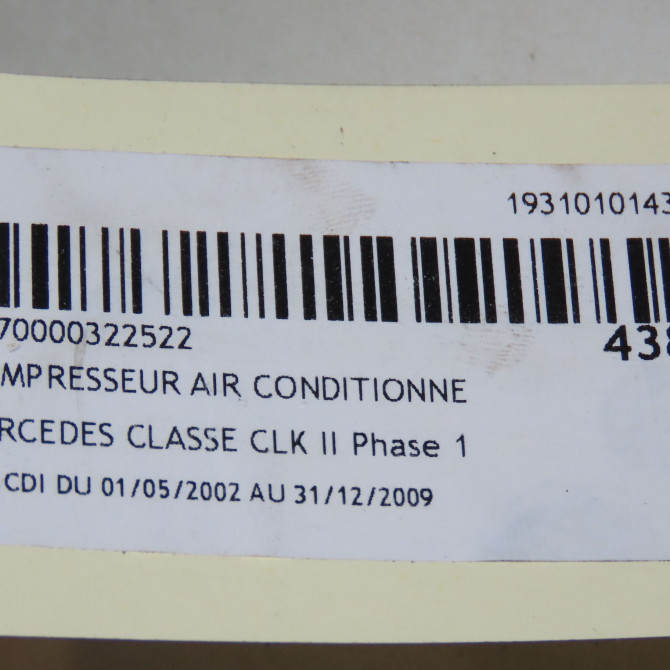 1931010143
70000322522
438
MPRESSEUR AIR CONDITIONNE
RCEDES CLASSE CLK II Phase 1
CDI DU 01/05/2002 AU 31/12/2009